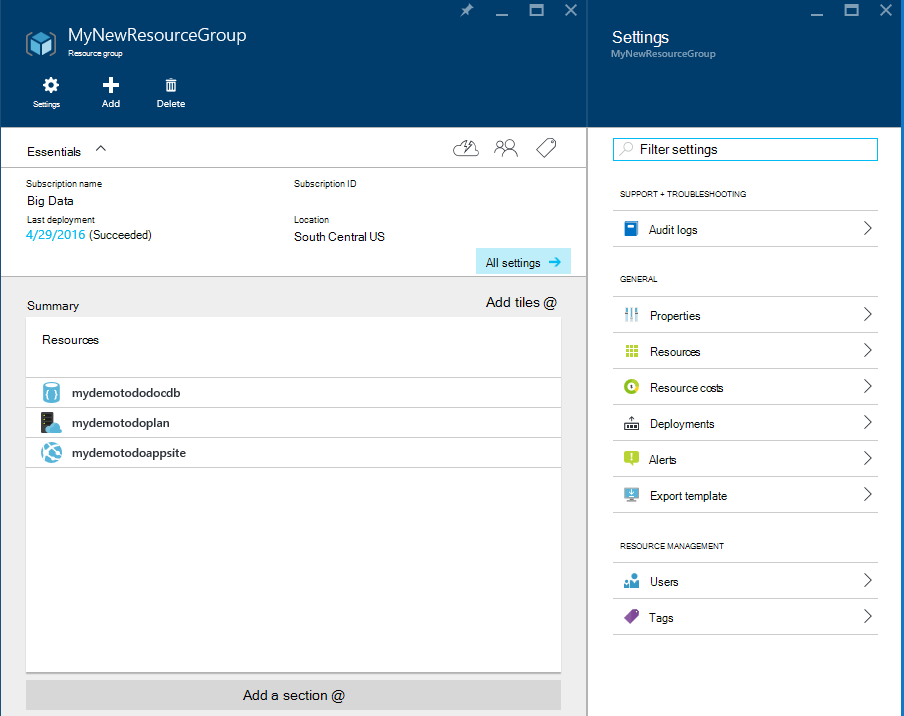 MyNewResourceGroup
Resource group
Settings
Add
Delete
Essentials
Subscription name
Subscription ID
Big Data
Last deployment
Location
4/29/2016 (Succeeded)
South Central US
All settings
Summary
Add tiles @
Resources
mydemotododocdb
mydemotodoplan
mydemotodoappsite
Add a section @
Settings
MyNewResourceGroup
Filter settings
SUPPORT + TROUBLESHOOTING
Audit logs
GENERAL
Properties
Resources
Resource costs
Deployments
Alerts
Export template
RESOURCE MANAGEMENT
Users
Tags